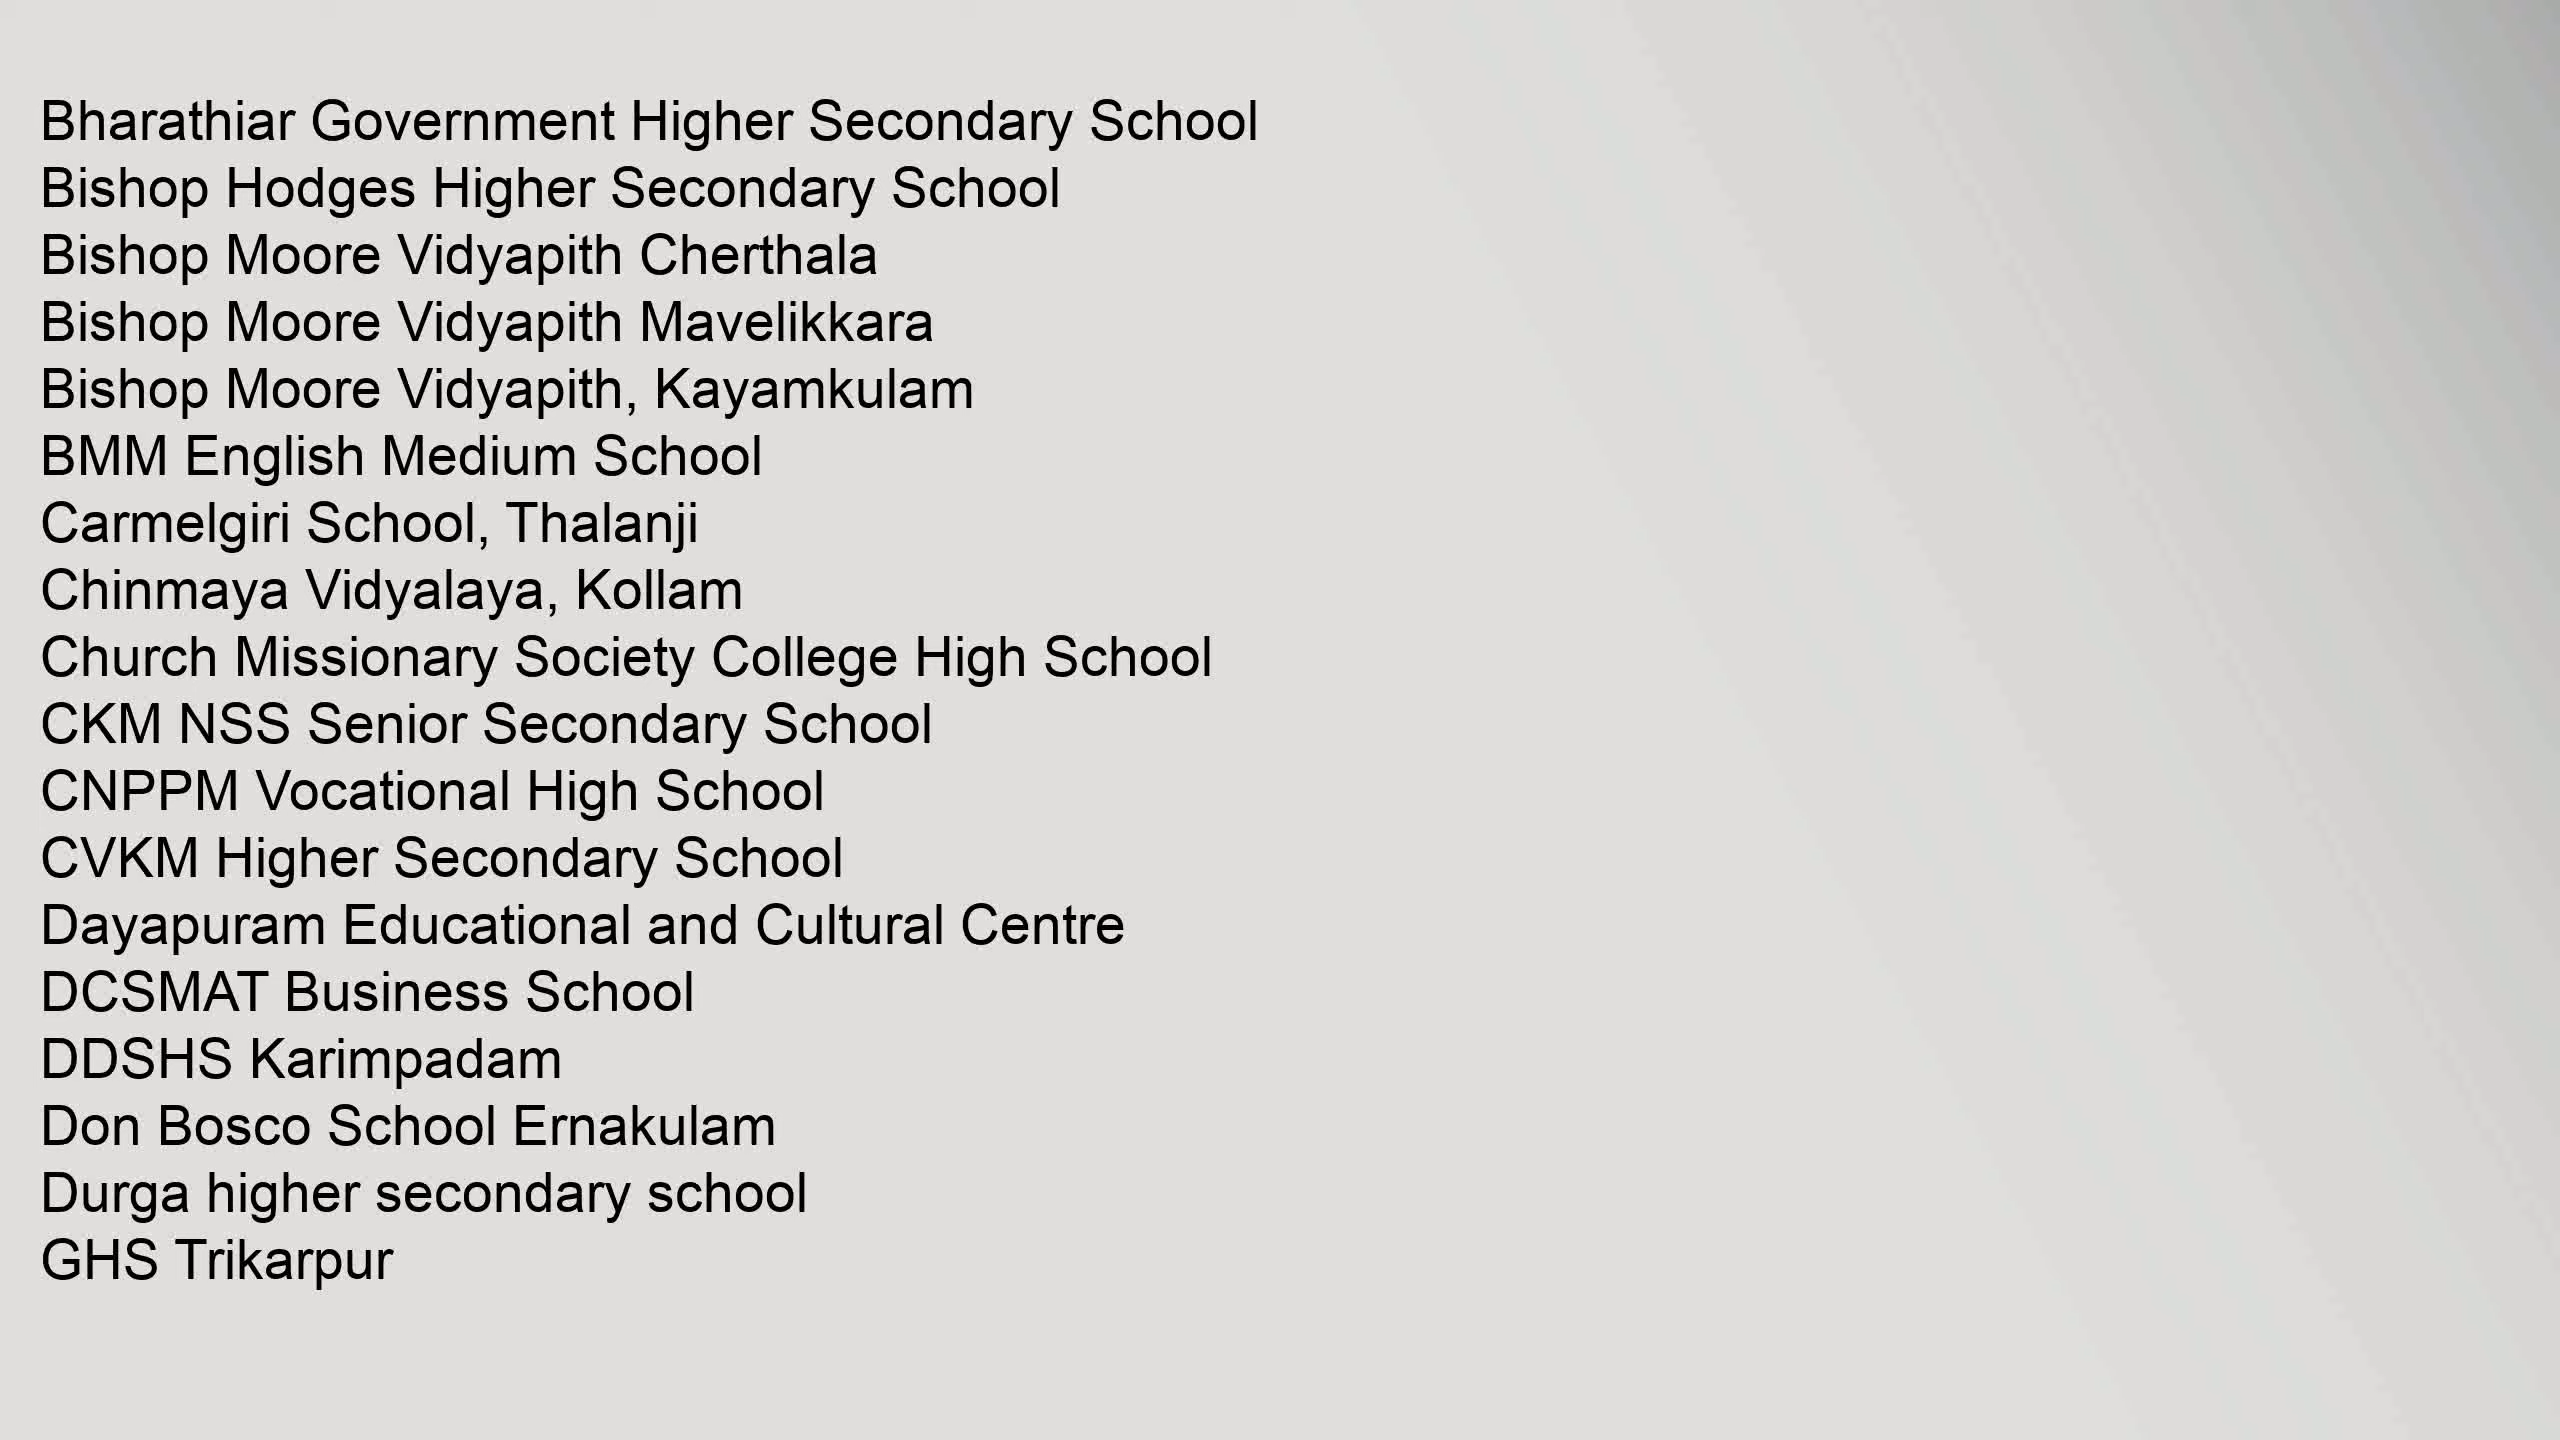 Bharathiar Government Higher Secondary School
Bishop Hodges Higher Secondary School
Bishop Moore Vidyapith Cherthala
Bishop Moore Vidyapith Mavelikkara
Bishop Moore Vidyapith, Kayamkulam
BMM English Medium School
Carmelgiri School, Thalanji
Chinmaya Vidyalaya, Kollam
Church Missionary Society College High School
CKM NSS Senior Secondary School
CNPPM Vocational High School
CVKM Higher Secondary School
Dayapuram Educational and Cultural Centre
DCSMAT Business School
DDSHS Karimpadam
Don Bosco School Ernakulam
Durga higher secondary school
GHS Trikarpur